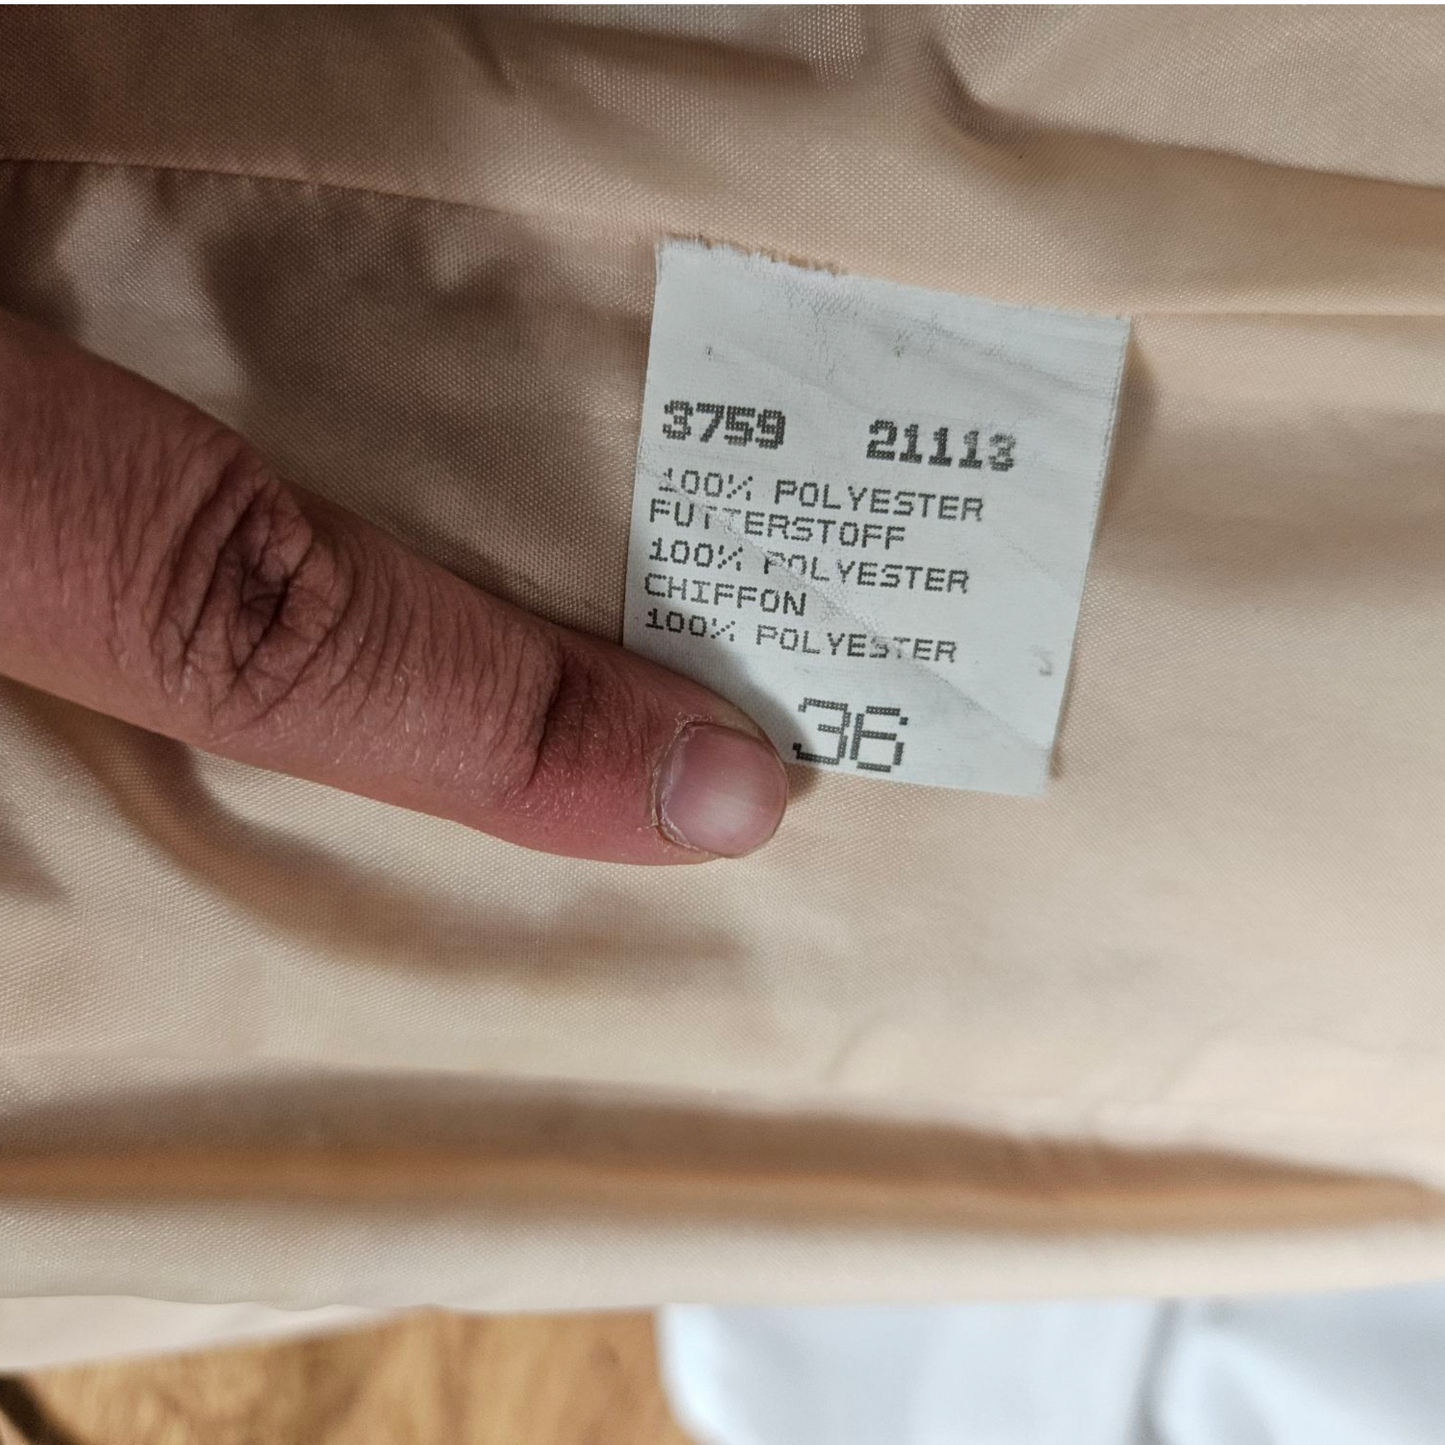 3759 21113
100% POLYESTER
FUTTERSTOFF
100% POLYESTER
CHIFFON
100% POLYESTER
36